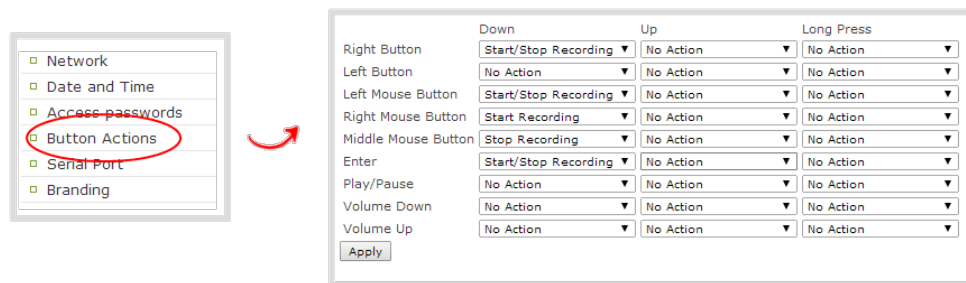 Network
Date and Time
Access passwords
Button Actions
Serial Port
Branding
Down Up Long Press
Right Button Start/Stop Recording No Action No Action
Left Button No Action No Action No Action
Left Mouse Button Start/Stop Recording No Action No Action
Right Mouse Button Start Recording No Action No Action
Middle Mouse Button Stop Recording No Action No Action
Enter Start/Stop Recording No Action No Action
Play/Pause No Action No Action No Action
Volume Down No Action No Action No Action
Volume Up No Action No Action No Action
Apply